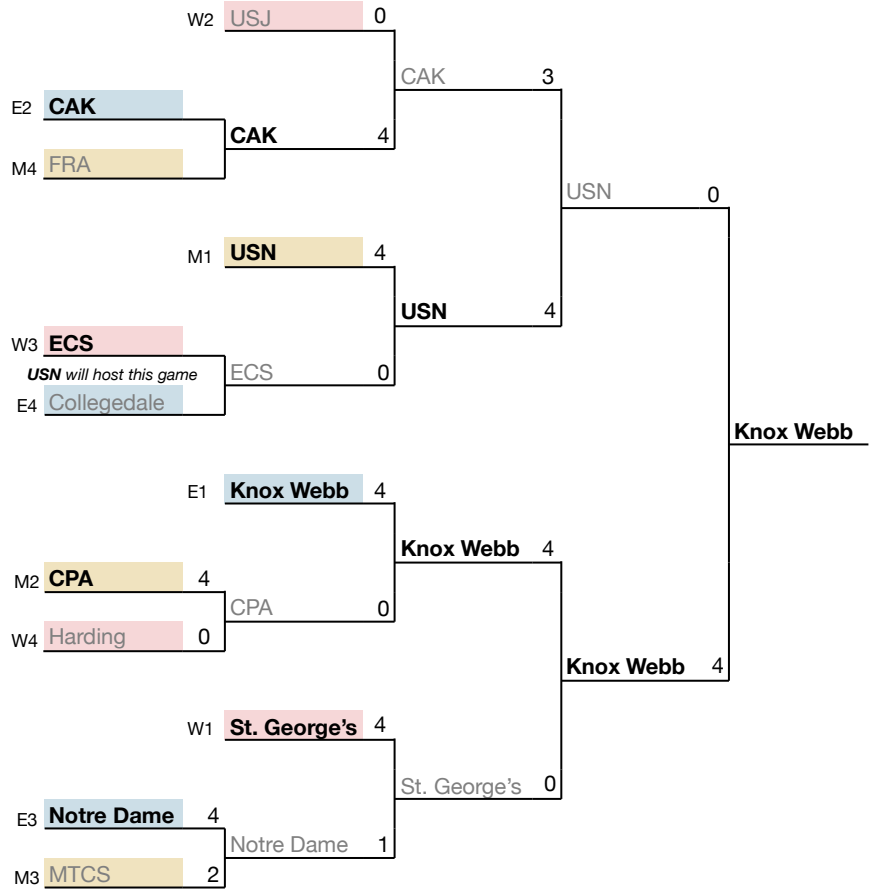 W2 USJ 0
CAK 3
E2 CAK
CAK 4
M4 FRA
USN 0
M1 USN 4
USN 4
W3 ECS
USN will host this game
ECS 0
E4 Collegedale
Knox Webb
E1 Knox Webb 4
Knox Webb 4
M2 CPA 4
CPA 0
W4 Harding 0
Knox Webb 4
W1 St. George's 4
St. George's 0
E3 Notre Dame 4
Notre Dame 1
M3 MTCS 2